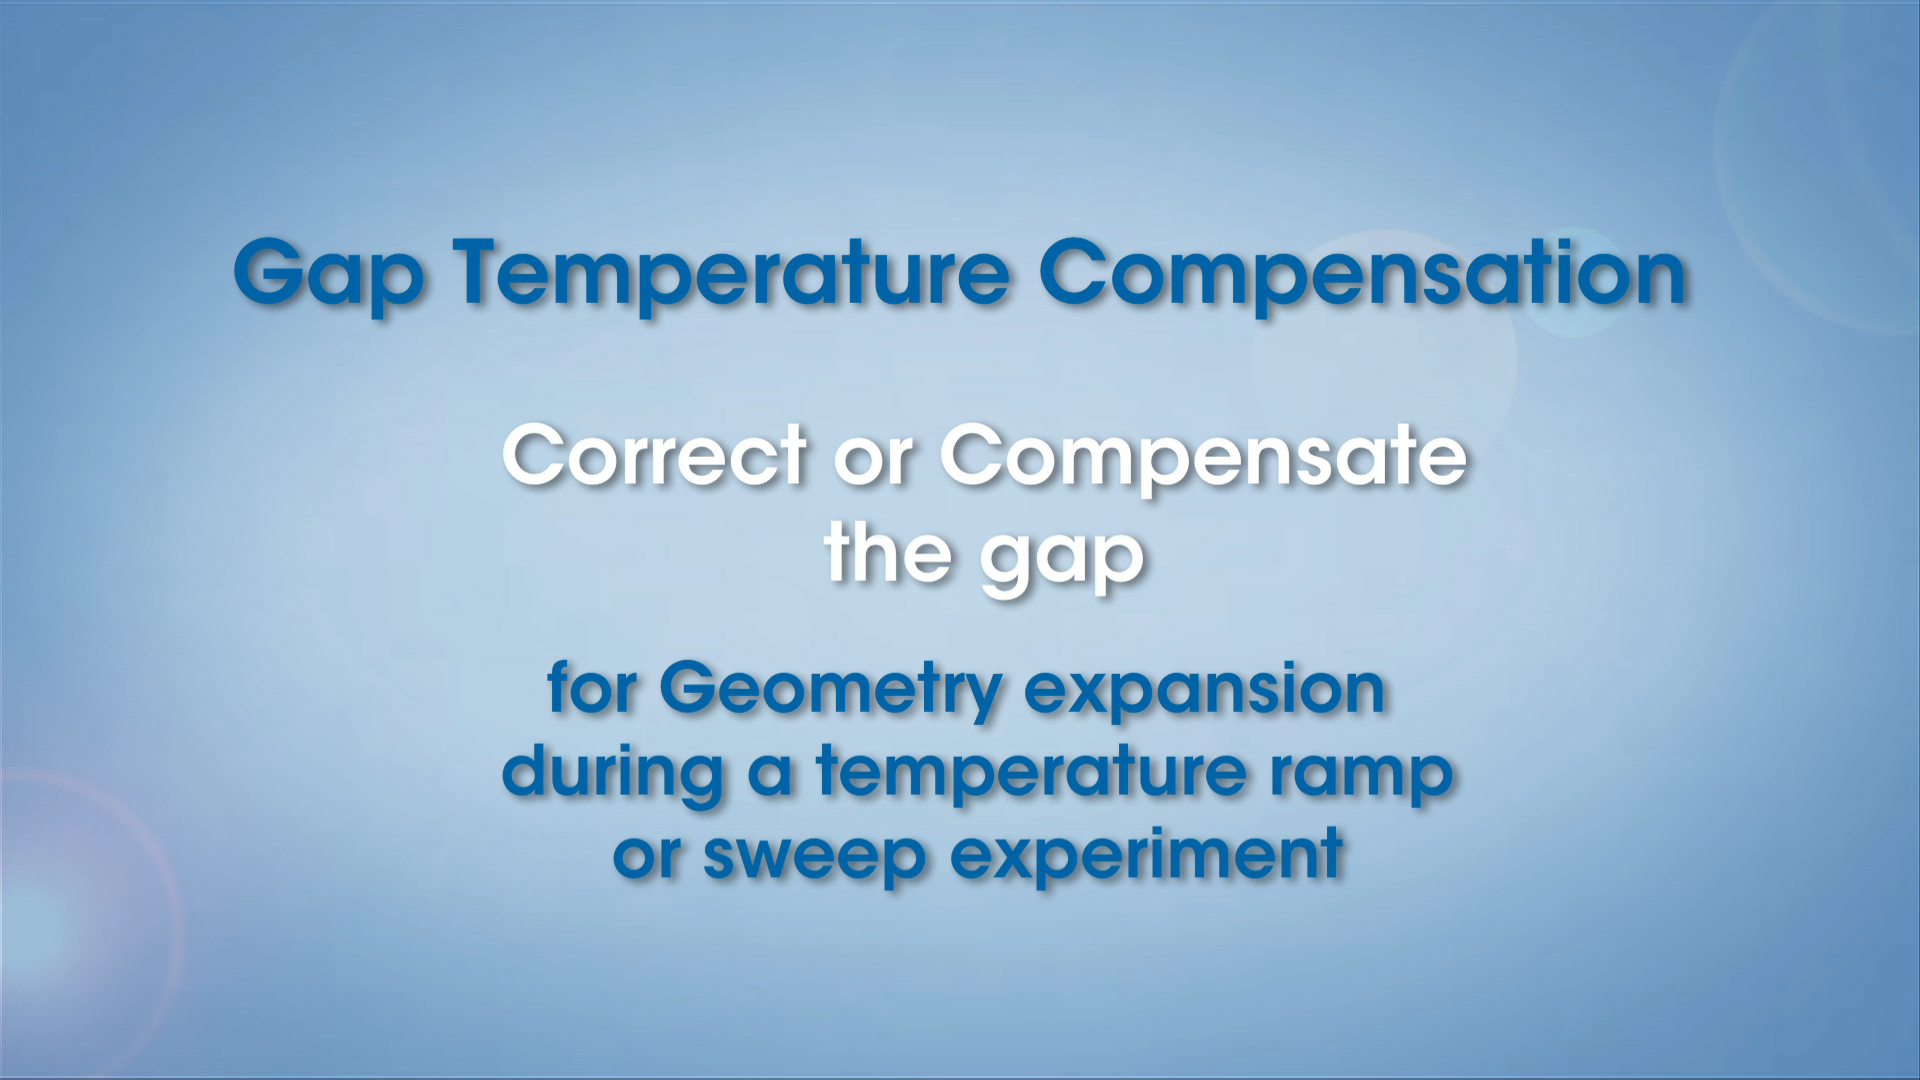 Gap Temperature Compensation
Correct or Compensate
the gap
for Geometry expansion
during a temperature ramp
or sweep experiment